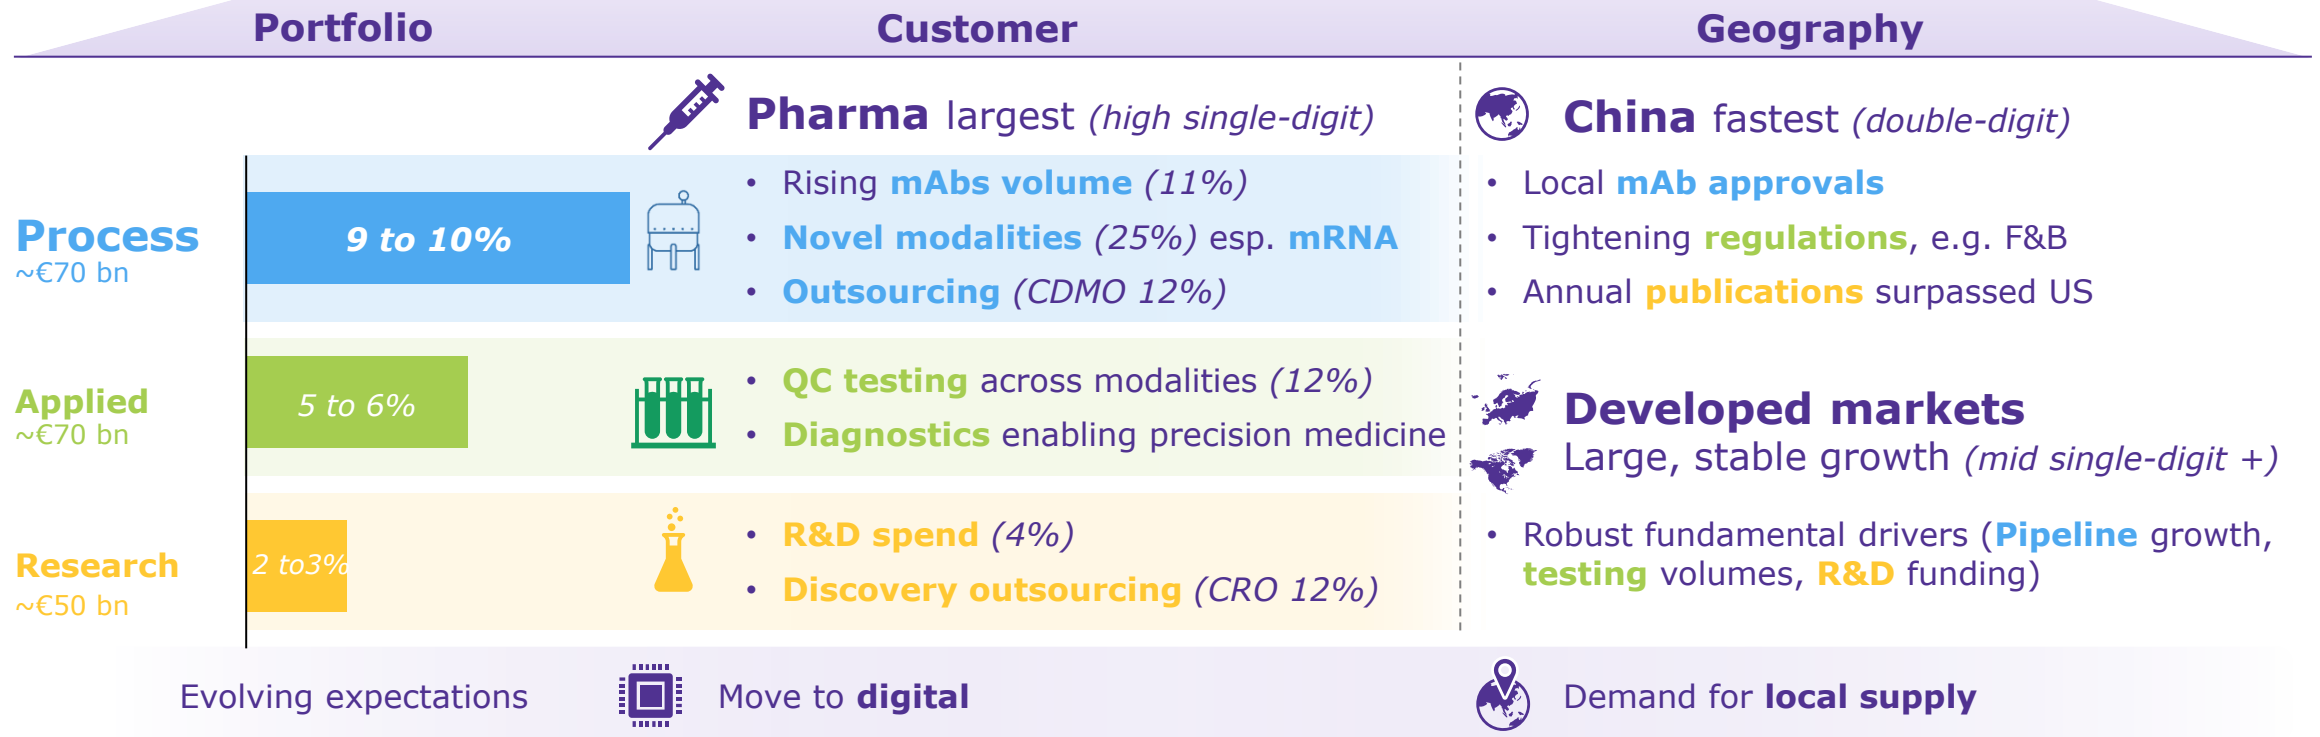 Portfolio
Customer
Geography
Process
~€70 bn
9 to 10%
Applied
~€70 bn
5 to 6%
Research
~€50 bn
2 to3%
Pharma largest (high single-digit)
• Rising mAbs volume (11%)
• Novel modalities (25%) esp. mRNA
• Outsourcing (CDMO 12%)
• QC testing across modalities (12%)
• Diagnostics enabling precision medicine
• R&D spend (4%)
• Discovery outsourcing (CRO 12%)
China fastest (double-digit)
• Local mAb approvals
• Tightening regulations, e.g. F&B
• Annual publications surpassed US
Developed markets
Large, stable growth (mid single-digit +)
• Robust fundamental drivers (Pipeline growth,
testing volumes, R&D funding)
Evolving expectations
Move to digital
Demand for local supply